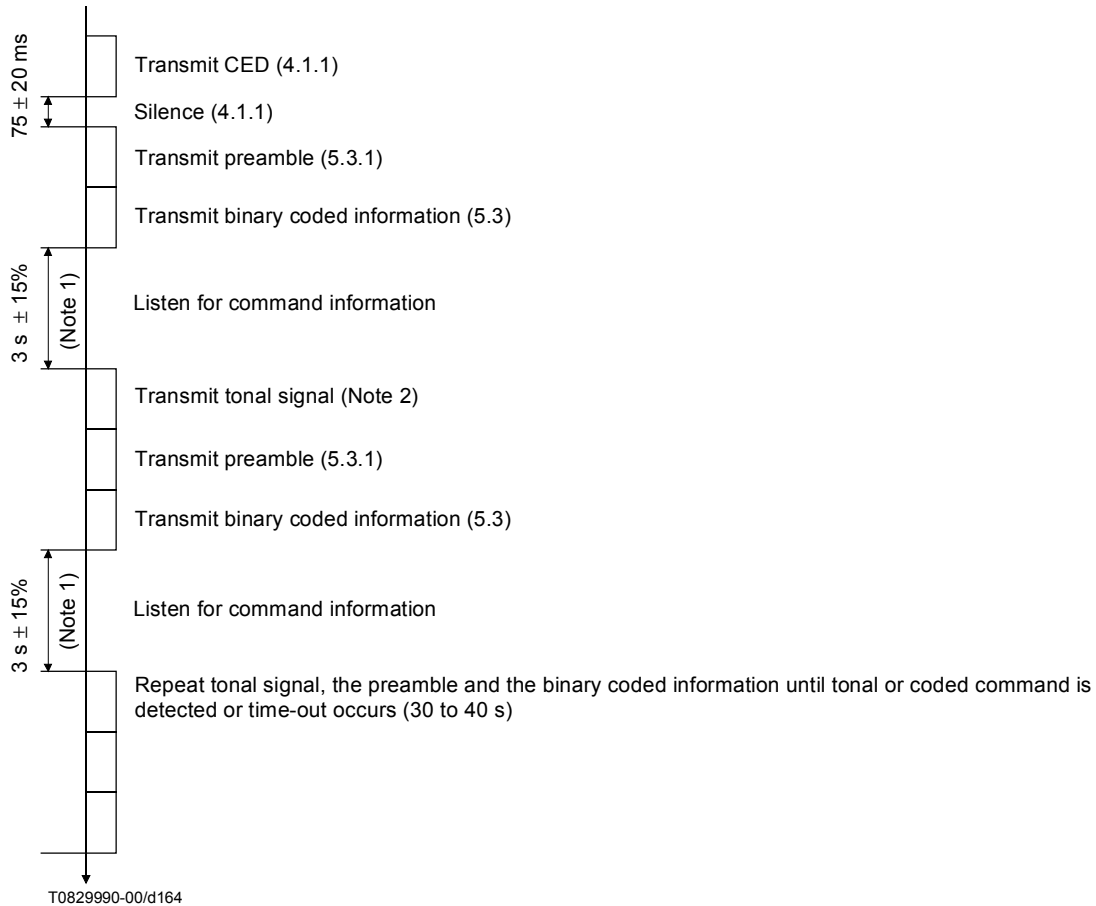 75 ± 20 ms
Transmit CED (4.1.1)
Silence (4.1.1)
Transmit preamble (5.3.1)
Transmit binary coded information (5.3)
3 s ± 15%
(Note 1)
Listen for command information
Transmit tonal signal (Note 2)
Transmit preamble (5.3.1)
Transmit binary coded information (5.3)
3 s ± 15%
(Note 1)
Listen for command information
Repeat tonal signal, the preamble and the binary coded information until tonal or coded command is
detected or time-out occurs (30 to 40 s)
T0829990-00/d164